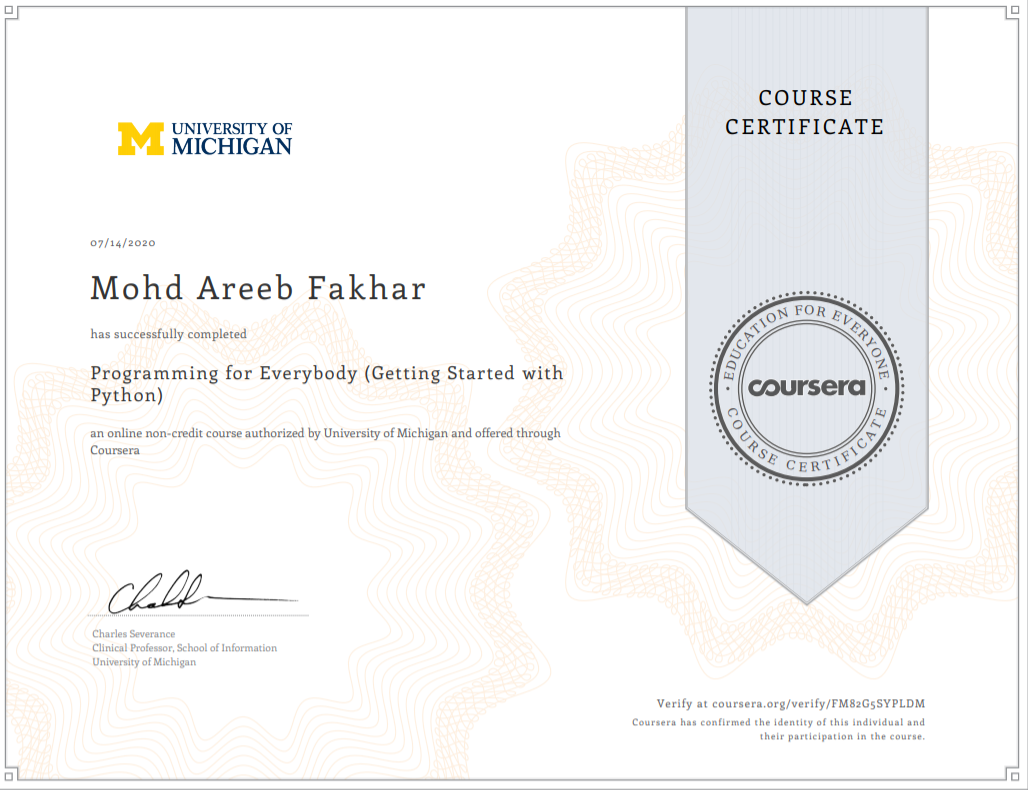 COURSE
CERTIFICATE
UNIVERSITY OF
MICHIGAN
07/14/2020
Mohd Areeb Fakhar
has successfully completed
Programming for Everybody (Getting Started with
Python)
an online non-credit course authorized by University of Michigan and offered through
Coursera
EDUCATION FOR EVERYONE
coursera
COURSE CERTIFICATE
Charles Severance
Clinical Professor, School of Information
University of Michigan
Verify at coursera.org/verify/FM82G5SYPLDM
Coursera has confirmed the identity of this individual and
their participation in the course.